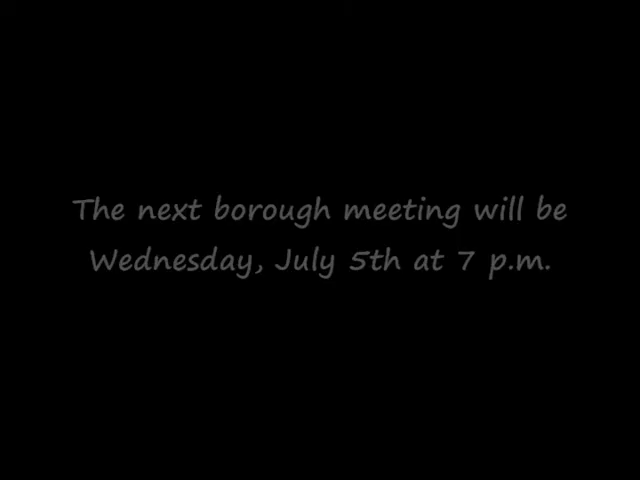 The next borough meeting will be
Wednesday, July 5th at 7 p.m.